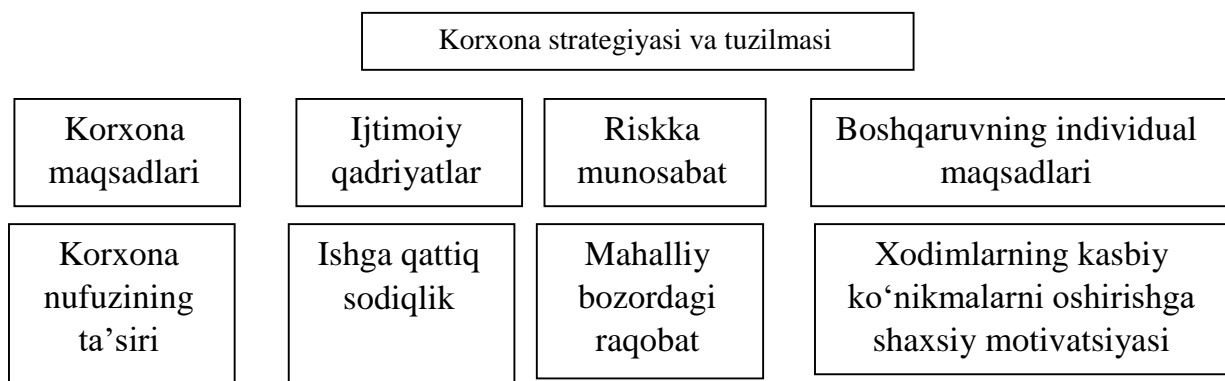 Korxona strategiyasi va tuzilmasi
Korxona
maqsadlari
Ijtimoiy
qadriyatlar
Riskka
munosabat
Boshqaruvning individual
maqsadlari
Korxona
nufuzining
ta’siri
Ishga qattiq
sodiqlik
Mahalliy
bozordagi
raqobat
Xodimlarning kasbiy
ko‘nikmalarni oshirishga
shaxsiy motivatsiyasi